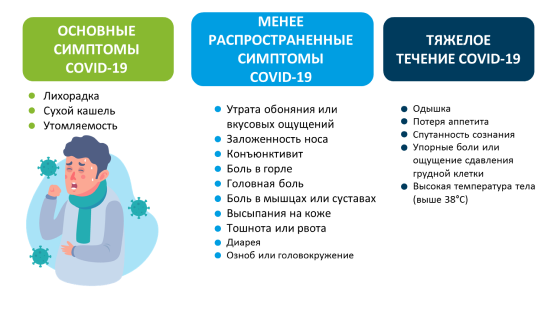 ОСНОВНЫЕ
СИМПТОМЫ
COVID-19
Лихорадка
Сухой кашель
Утомляемость
МЕНЕЕ
РАСПРОСТРАНЕННЫЕ
СИМПТОМЫ
COVID-19
Утрата обоняния или
вкусовых ощущений
Заложенность носа
Конъюнктивит
Боль в горле
Головная боль
Боль в мышцах или суставах
Высыпания на коже
Тошнота или рвота
Диарея
Озноб или головокружение
ТЯЖЕЛОЕ
ТЕЧЕНИЕ COVID-19
Одышка
Потеря аппетита
Спутанность сознания
Упорные боли или
ощущение сдавления
грудной клетки
Высокая температура тела
(выше 38°C)